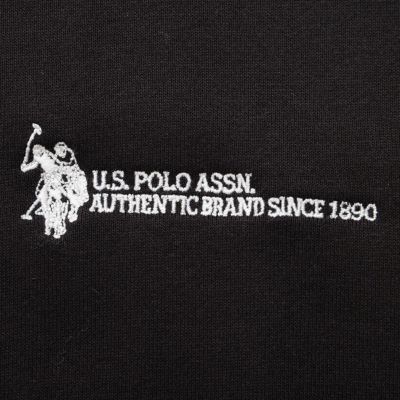 U.S. POLO ASSN.
AUTHENTIC BRAND SINCE 1890